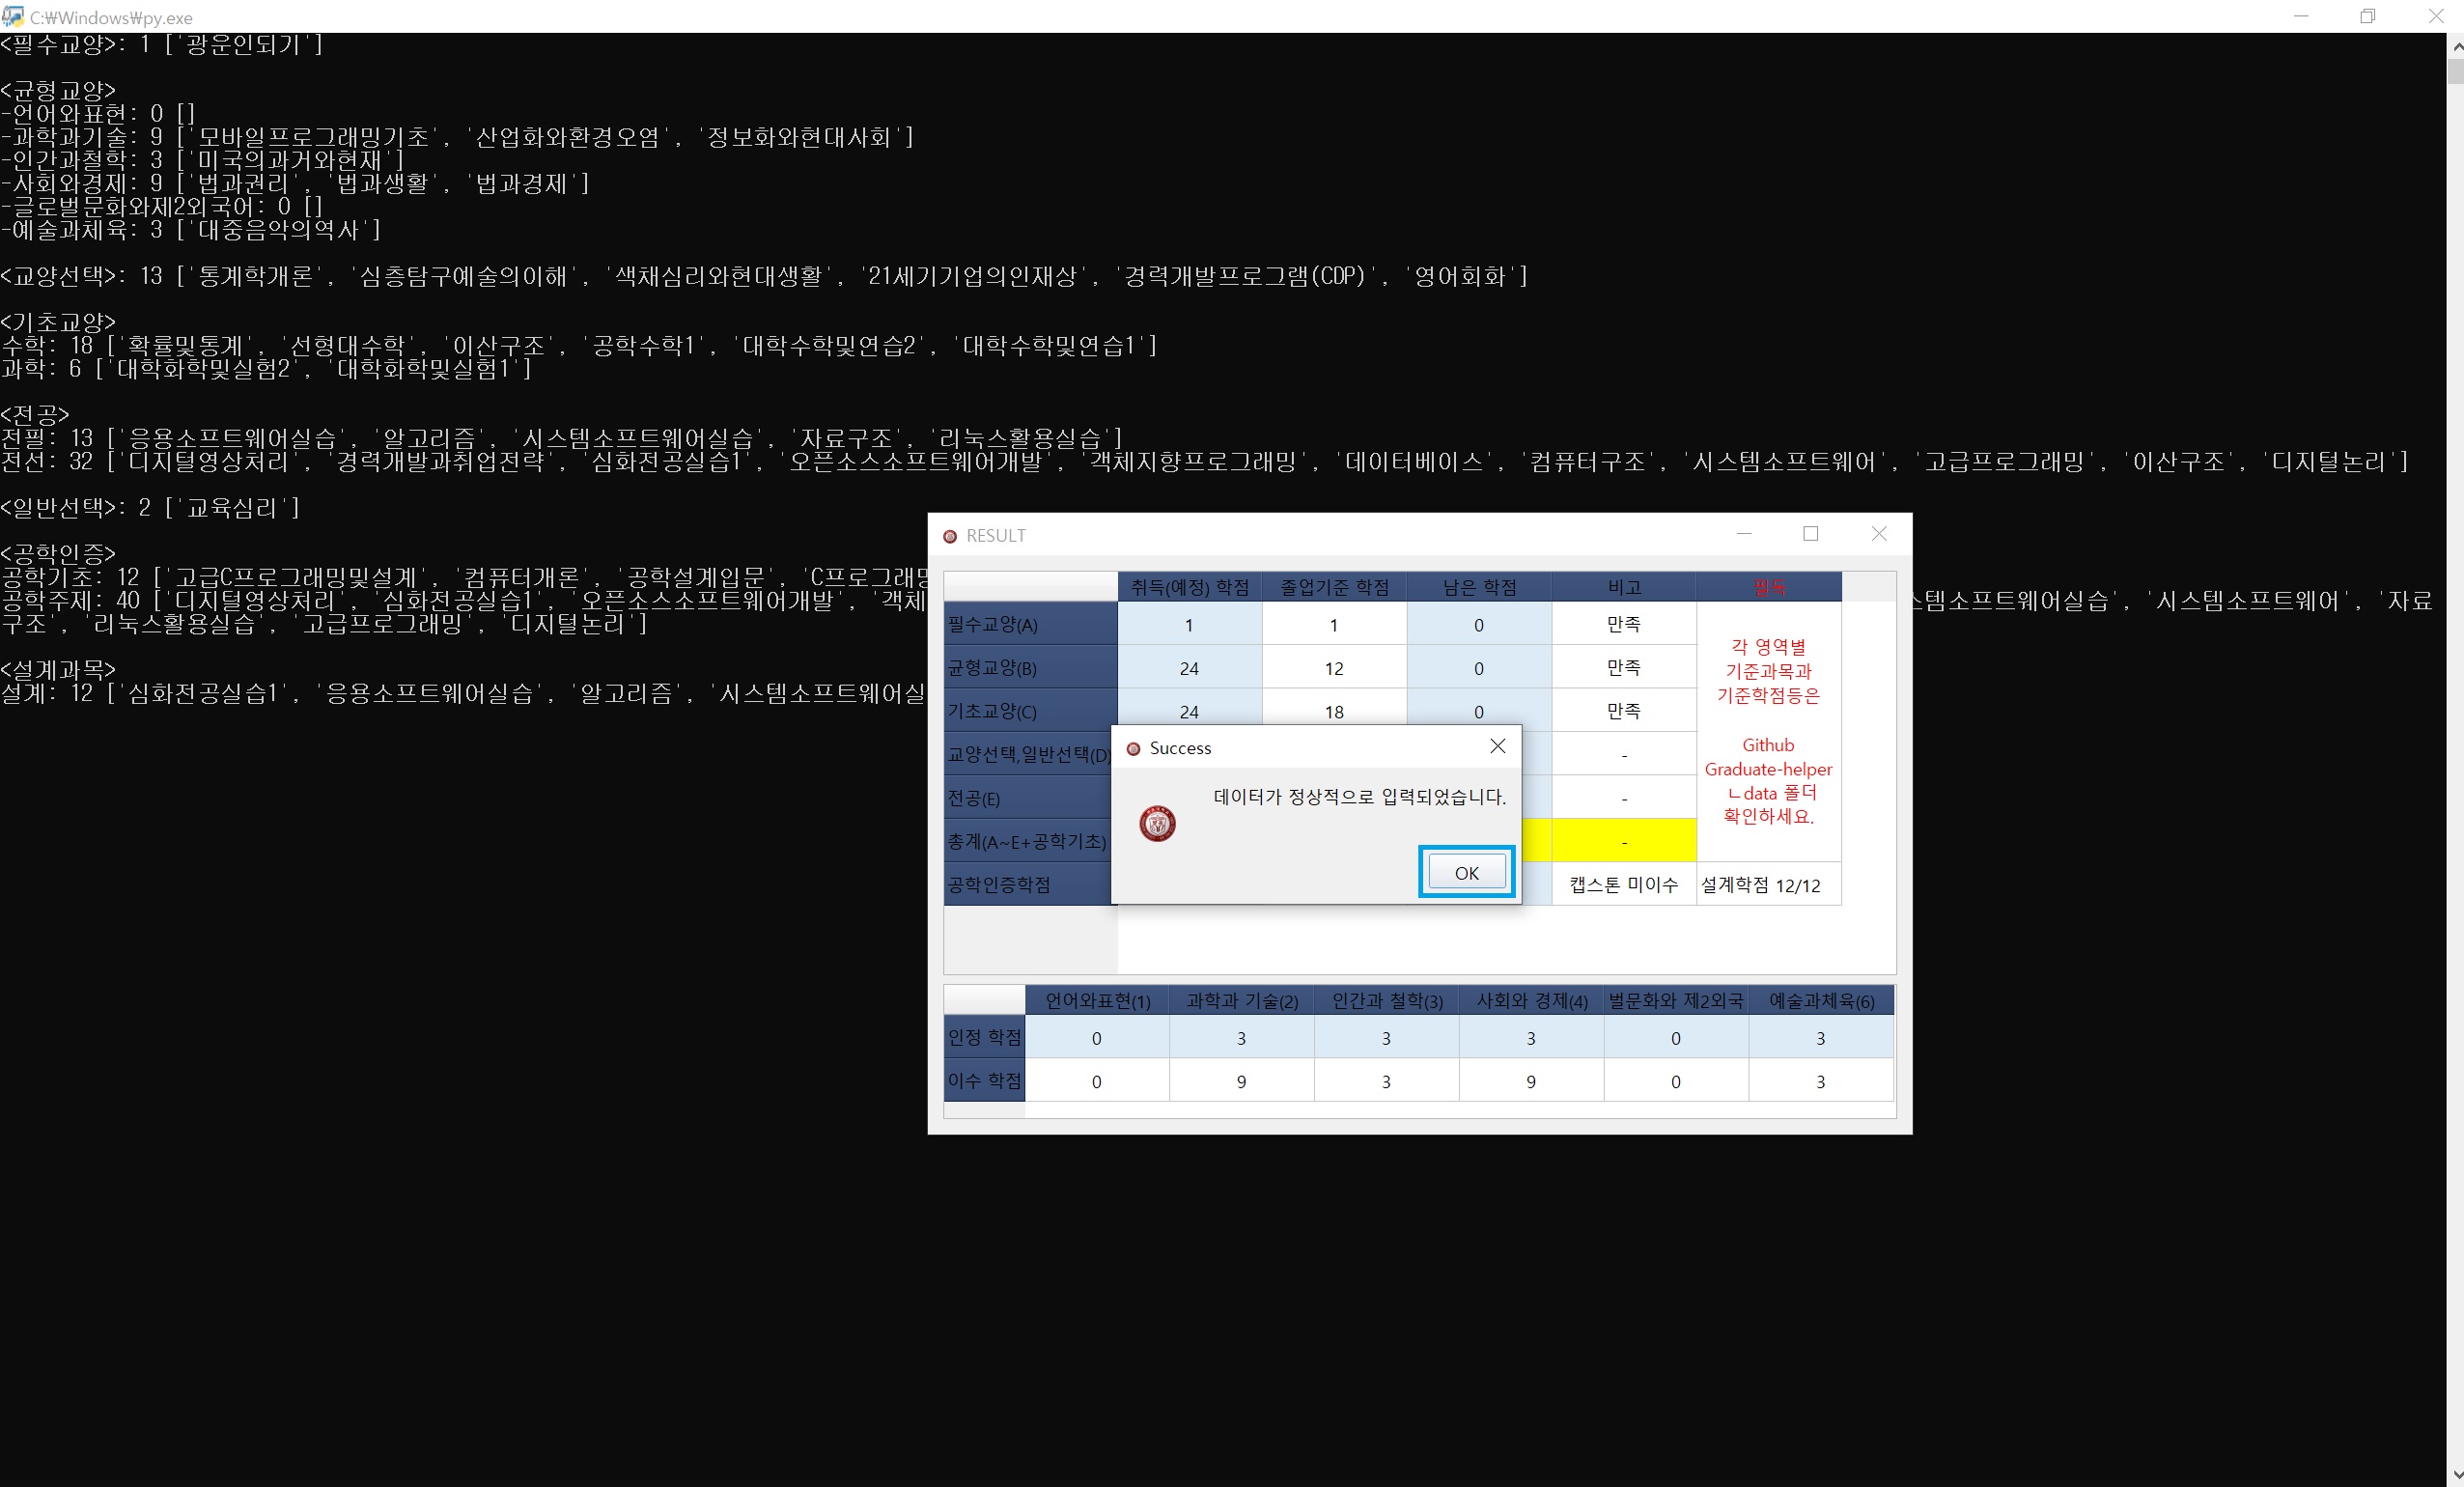 C:₩Windows₩py.exe
<필수교양>: 1 ['광운인되기']
<균형교양>
-언어와표현: 0 []
-과학과기술: 9 ['모바일프로그래밍기초', '산업화와환경오염', '정보화와현대사회']
-인간과철학: 3 ['미국의과거와현재']
-사회와경제: 9 ['법과권리', '법과생활', '법과경제']
-글로벌문화와제2외국어: 0 []
-예술과체육: 3 ['대중음악의역사']
<교양선택>: 13 ['통계학개론', '심층탐구예술의이해', '색채심리와현대생활', '21세기기업의인재상', '경력개발프로그램(CDP)', '영어회화']
<기초교양>
수학: 18 ['확률및통계', '선형대수학', '이산구조', '공학수학1', '대학수학및연습2', '대학수학및연습1']
과학: 6 ['대학화학및실험2', '대학화학및실험1']
<전공>
전필: 13 ['응용소프트웨어실습', '알고리즘', '시스템소프트웨어실습', '자료구조', '리눅스활용실습']
전선: 32 ['디지털영상처리', '경력개발과취업전략', '심화전공실습1', '오픈소스소프트웨어개발', '객체지향프로그래밍', '데이터베이스', '컴퓨터구조', '시스템소프트웨어', '고급프로그래밍', '이산구조', '디지털논리']
<일반선택>: 2 ['교육심리']
<공학인증>
공학기초: 12 ['고급C프로그래밍및설계', '컴퓨터개론', '공학설계입문', 'C프로그래밍
공학주제: 40 ['디지털영상처리', '심화전공실습1', '오픈소스소프트웨어개발', '객체 스템소프트웨어실습', '시스템소프트웨어', '자료
구조', '리눅스활용실습', '고급프로그래밍', '디지털논리']
<설계과목>
설계: 12 ['심화전공실습1', '응용소프트웨어실습', '알고리즘', '시스템소프트웨어실
RESULT
취득(예정) 학점 졸업기준 학점 남은 학점 비고 필독
필수교양(A) 1 1 0 만족
균형교양(B) 24 12 0 만족
기초교양(C) 24 18 0 만족
교양선택,일반선택(D) -
전공(E) -
총계(A~E+공학기초) -
공학인증학점 캡스톤 미이수 설계학점 12/12
각 영역별
기준과목과
기준학점등은
Github
Graduate-helper
ㄴdata 폴더
확인하세요.
Success
데이터가 정상적으로 입력되었습니다.
OK
언어와표현(1) 과학과 기술(2) 인간과 철학(3) 사회와 경제(4) 벌문화와 제2외국 예술과체육(6)
인정 학점 0 3 3 3 0 3
이수 학점 0 9 3 9 0 3